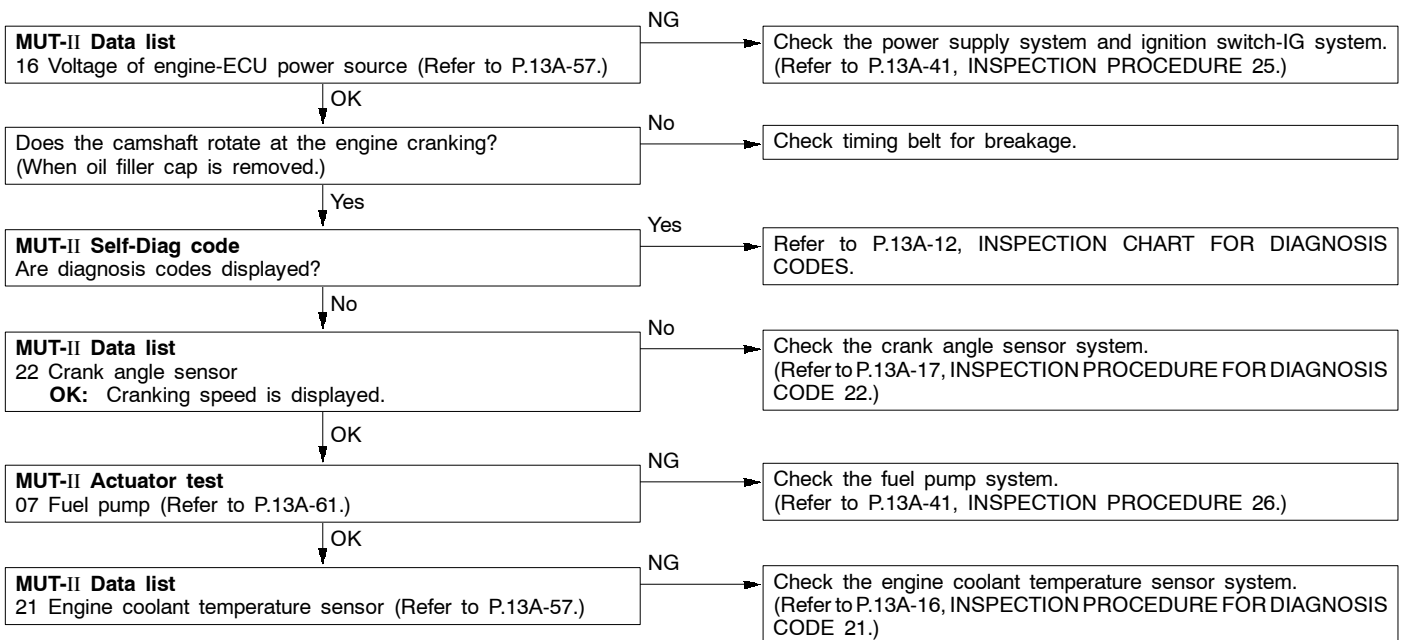 NG
MUT-II Data list
16 Voltage of engine-ECU power source (Refer to P.13A-57.)
Check the power supply system and ignition switch-IG system.
(Refer to P.13A-41, INSPECTION PROCEDURE 25.)
OK
No
Does the camshaft rotate at the engine cranking?
(When oil filler cap is removed.)
Check timing belt for breakage.
Yes
Yes
MUT-II Self-Diag code
Are diagnosis codes displayed?
Refer to P.13A-12, INSPECTION CHART FOR DIAGNOSIS
CODES.
No
No
MUT-II Data list
22 Crank angle sensor
OK: Cranking speed is displayed.
Check the crank angle sensor system.
(Refer to P.13A-17, INSPECTION PROCEDURE FOR DIAGNOSIS
CODE 22.)
OK
NG
MUT-II Actuator test
07 Fuel pump (Refer to P.13A-61.)
Check the fuel pump system.
(Refer to P.13A-41, INSPECTION PROCEDURE 26.)
OK
NG
MUT-II Data list
21 Engine coolant temperature sensor (Refer to P.13A-57.)
Check the engine coolant temperature sensor system.
(Refer to P.13A-16, INSPECTION PROCEDURE FOR DIAGNOSIS
CODE 21.)